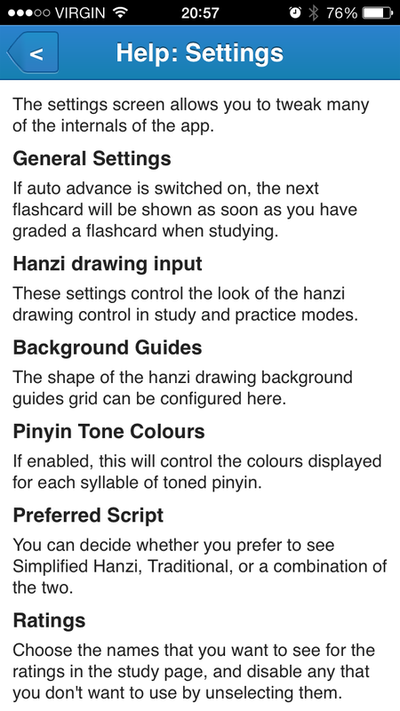 VIRGIN 20:57 76%
< Help: Settings
The settings screen allows you to tweak many
of the internals of the app.
General Settings
If auto advance is switched on, the next
flashcard will be shown as soon as you have
graded a flashcard when studying.
Hanzi drawing input
These settings control the look of the hanzi
drawing control in study and practice modes.
Background Guides
The shape of the hanzi drawing background
guides grid can be configured here.
Pinyin Tone Colours
If enabled, this will control the colours displayed
for each syllable of toned pinyin.
Preferred Script
You can decide whether you prefer to see
Simplified Hanzi, Traditional, or a combination of
the two.
Ratings
Choose the names that you want to see for the
ratings in the study page, and disable any that
you don't want to use by unselecting them.